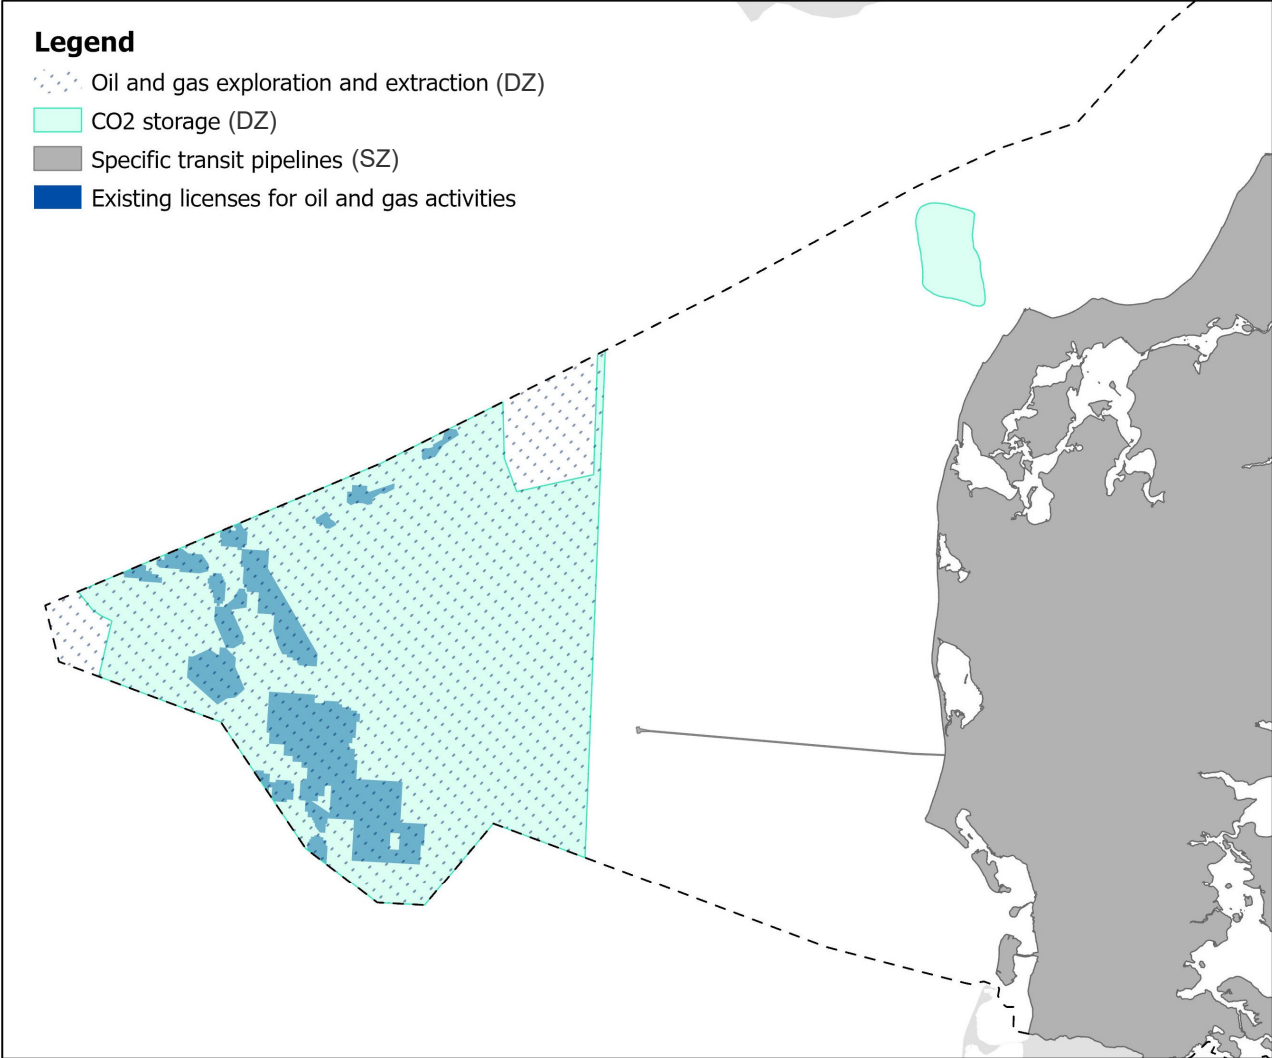 Legend
Oil and gas exploration and extraction (DZ)
CO2 storage (DZ)
Specific transit pipelines (SZ)
Existing licenses for oil and gas activities